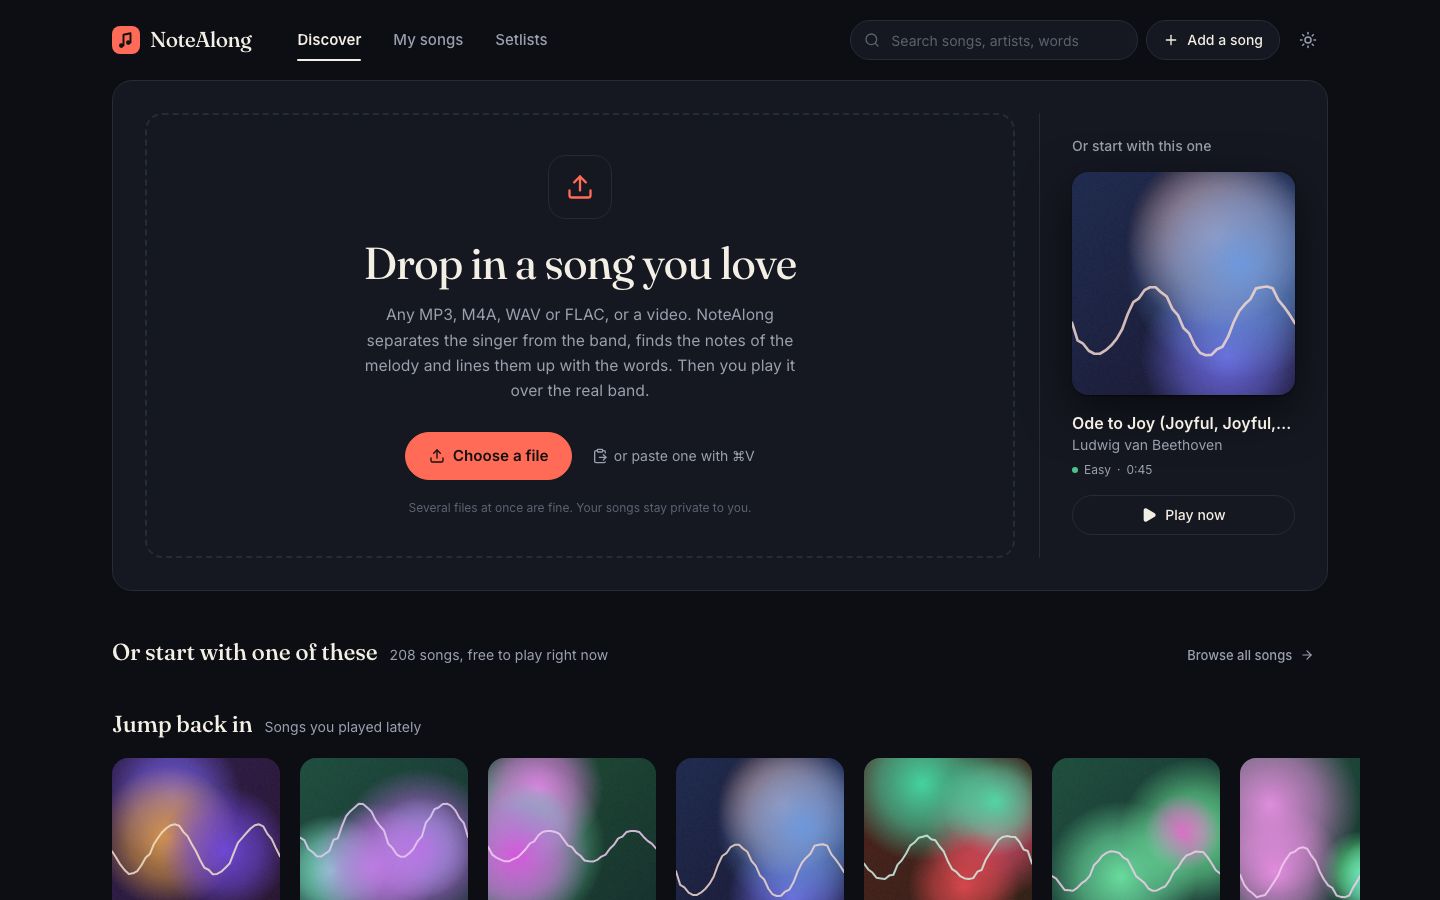 NoteAlong
Discover
My songs
Setlists
Search songs, artists, words
Add a song
Drop in a song you love
Any MP3, M4A, WAV or FLAC, or a video. NoteAlong
separates the singer from the band, finds the notes of the
melody and lines them up with the words. Then you play it
over the real band.
Choose a file
or paste one with ⌘V
Several files at once are fine. Your songs stay private to you.
Or start with this one
Ode to Joy (Joyful, Joyful,...
Ludwig van Beethoven
Easy · 0:45
Play now
Or start with one of these
208 songs, free to play right now
Browse all songs
Jump back in
Songs you played lately